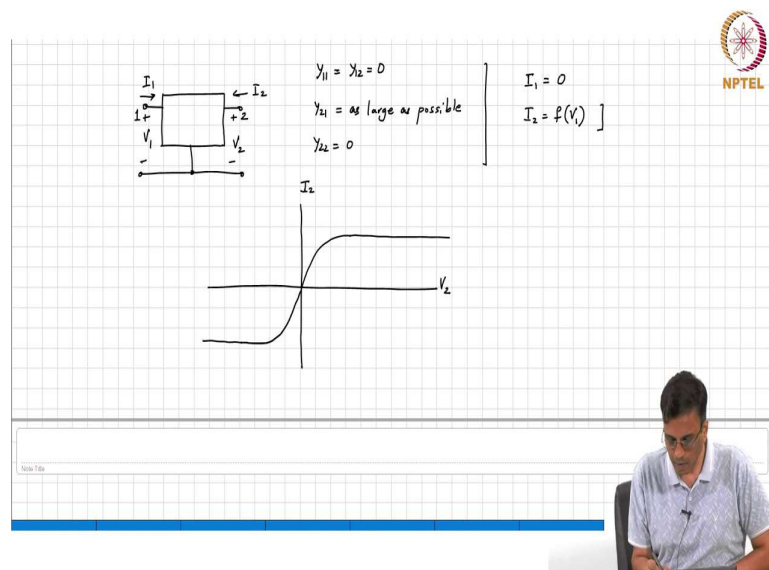 NPTEL
I₁
I₂
1 + + 2
V₁ V₂
- -
y₁₁ = y₁₂ = 0
y₂₁ = as large as possible
y₂₂ = 0
I₁ = 0
I₂ = f(V₁) ]
I₂
V₂
Note Title